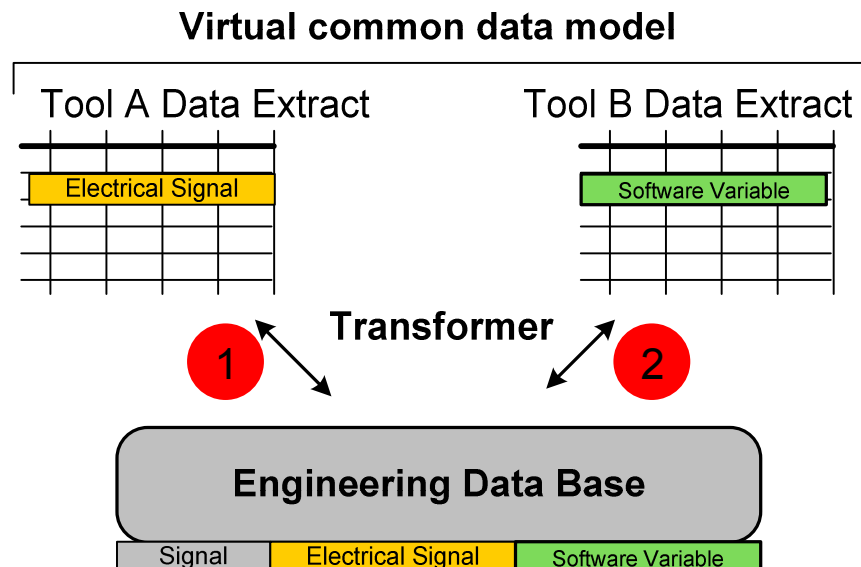 Virtual common data model
Tool A Data Extract
Tool B Data Extract
Electrical Signal
Software Variable
Transformer
1
2
Engineering Data Base
Signal
Electrical Signal
Software Variable